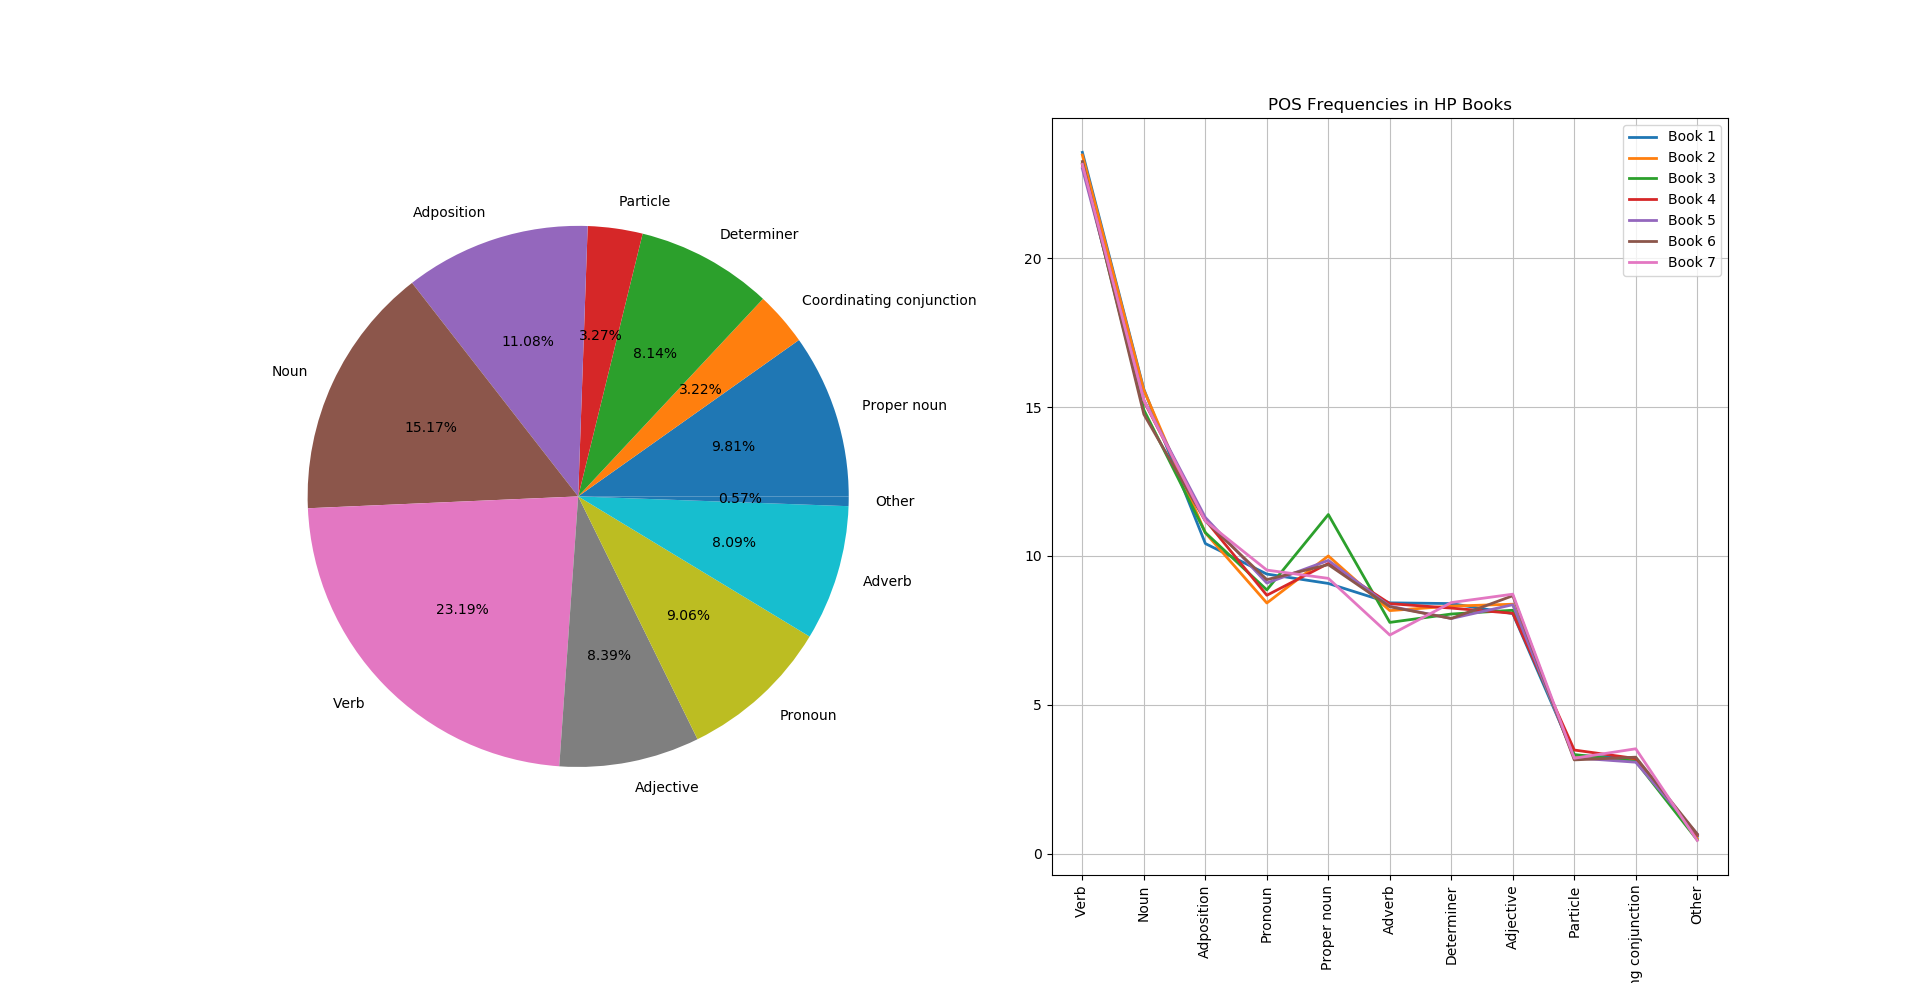 Particle
Adposition
Determiner
Coordinating conjunction
3.27%
11.08%
8.14%
Noun
3.22%
Proper noun
15.17%
9.81%
0.57%
Other
8.09%
Adverb
23.19%
9.06%
8.39%
Verb
Pronoun
Adjective
POS Frequencies in HP Books
Book 1
Book 2
Book 3
Book 4
Book 5
Book 6
Book 7
20
15
10
5
0
Verb
Noun
Adposition
Pronoun
Proper noun
Adverb
Determiner
Adjective
Particle
ng conjunction
Other